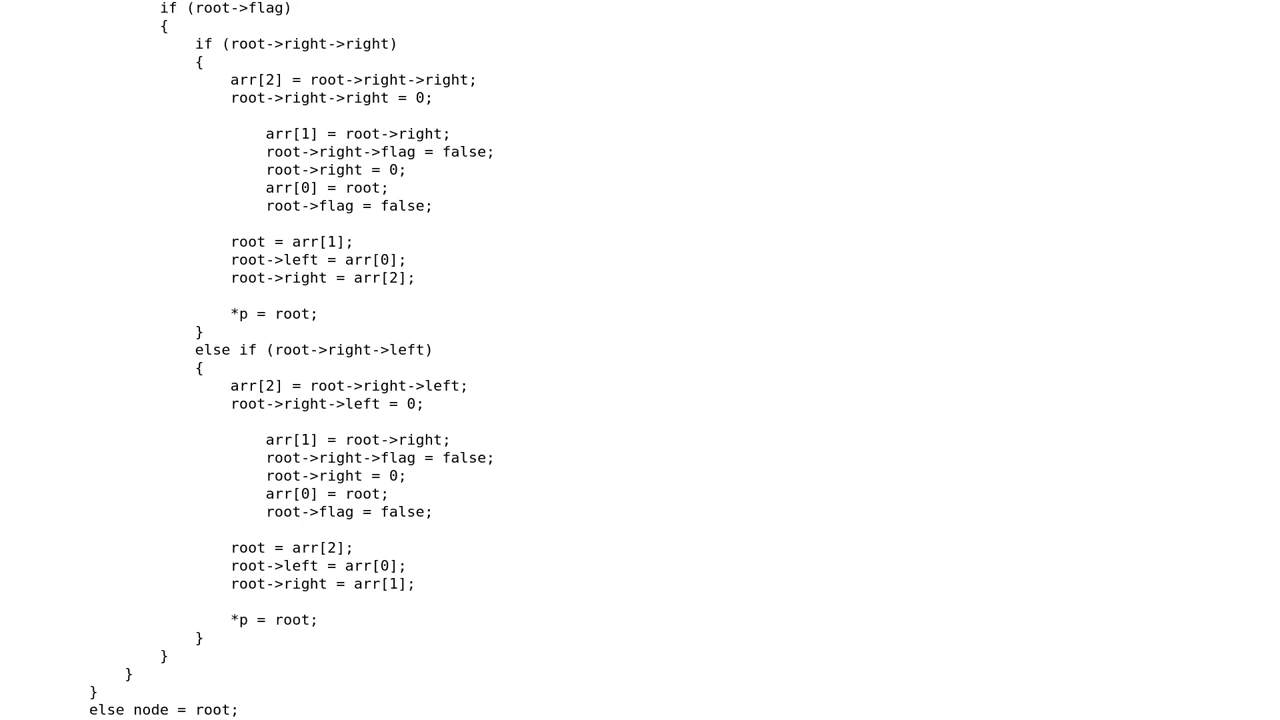 if (root->flag)
{
if (root->right->right)
{
arr[2] = root->right->right;
root->right->right = 0;
arr[1] = root->right;
root->right->flag = false;
root->right = 0;
arr[0] = root;
root->flag = false;
root = arr[1];
root->left = arr[0];
root->right = arr[2];
*p = root;
}
else if (root->right->left)
{
arr[2] = root->right->left;
root->right->left = 0;
arr[1] = root->right;
root->right->flag = false;
root->right = 0;
arr[0] = root;
root->flag = false;
root = arr[2];
root->left = arr[0];
root->right = arr[1];
*p = root;
}
}
}
}
else node = root;